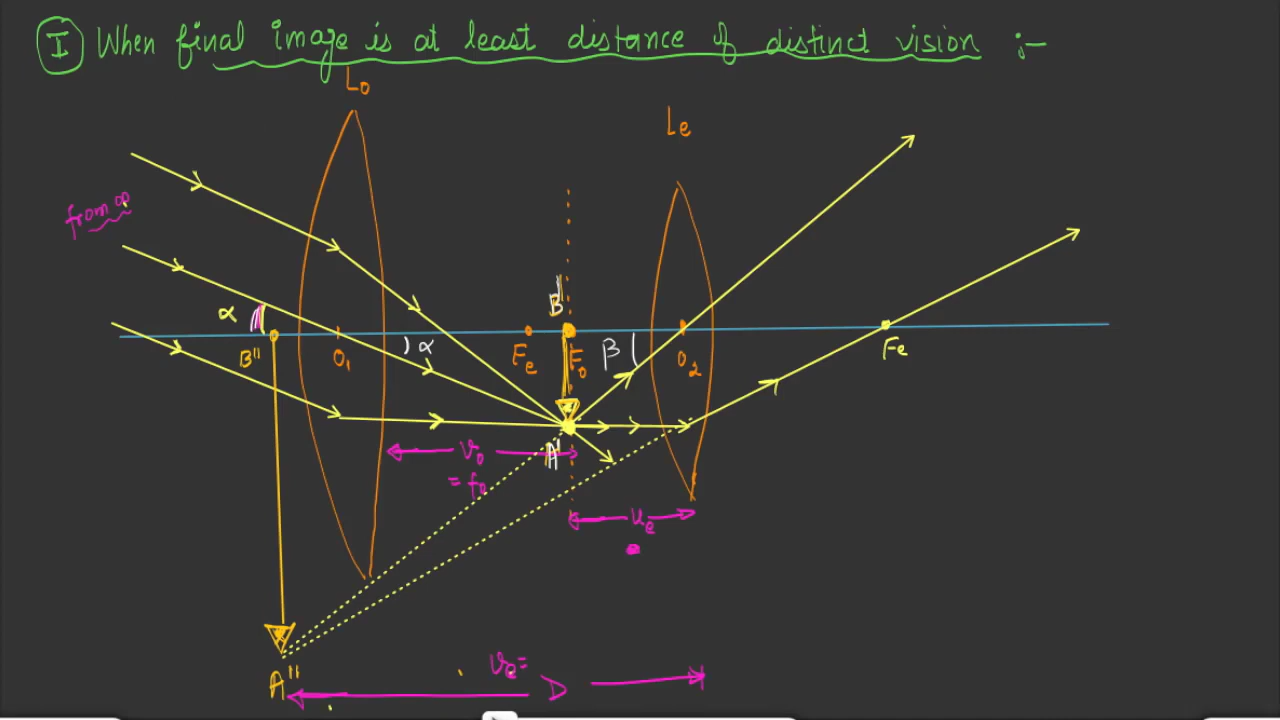 I When final image is at least distance of distinct vision :-
Lo
Le
from ∞
α
B''
O1
α
Fe
B'
Fo
β
O2
Fe
A'
vo
= fo
ue
A''
ve=
D